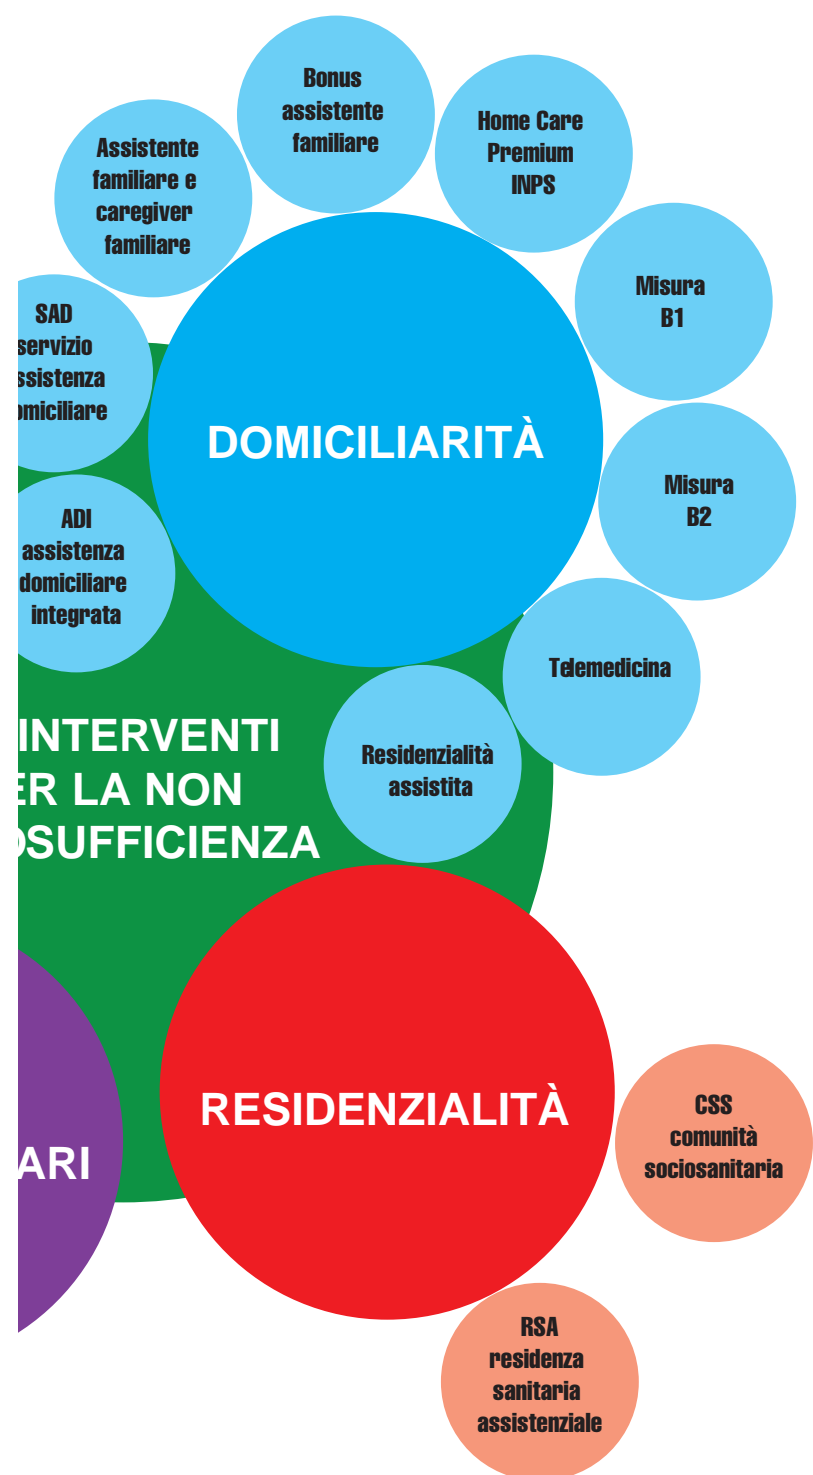 Bonus
assistente
familiare
Home Care
Premium
INPS
Assistente
familiare e
caregiver
familiare
Misura
B1
SAD
servizio
ssistenza
omiciliare
DOMICILIARITÀ
Misura
B2
ADI
assistenza
domiciliare
integrata
Telemedicina
INTERVENTI
ER LA NON
OSUFFICIENZA
Residenzialità
assistita
RESIDENZIALITÀ
CSS
comunità
sociosanitaria
ARI
RSA
residenza
sanitaria
assistenziale